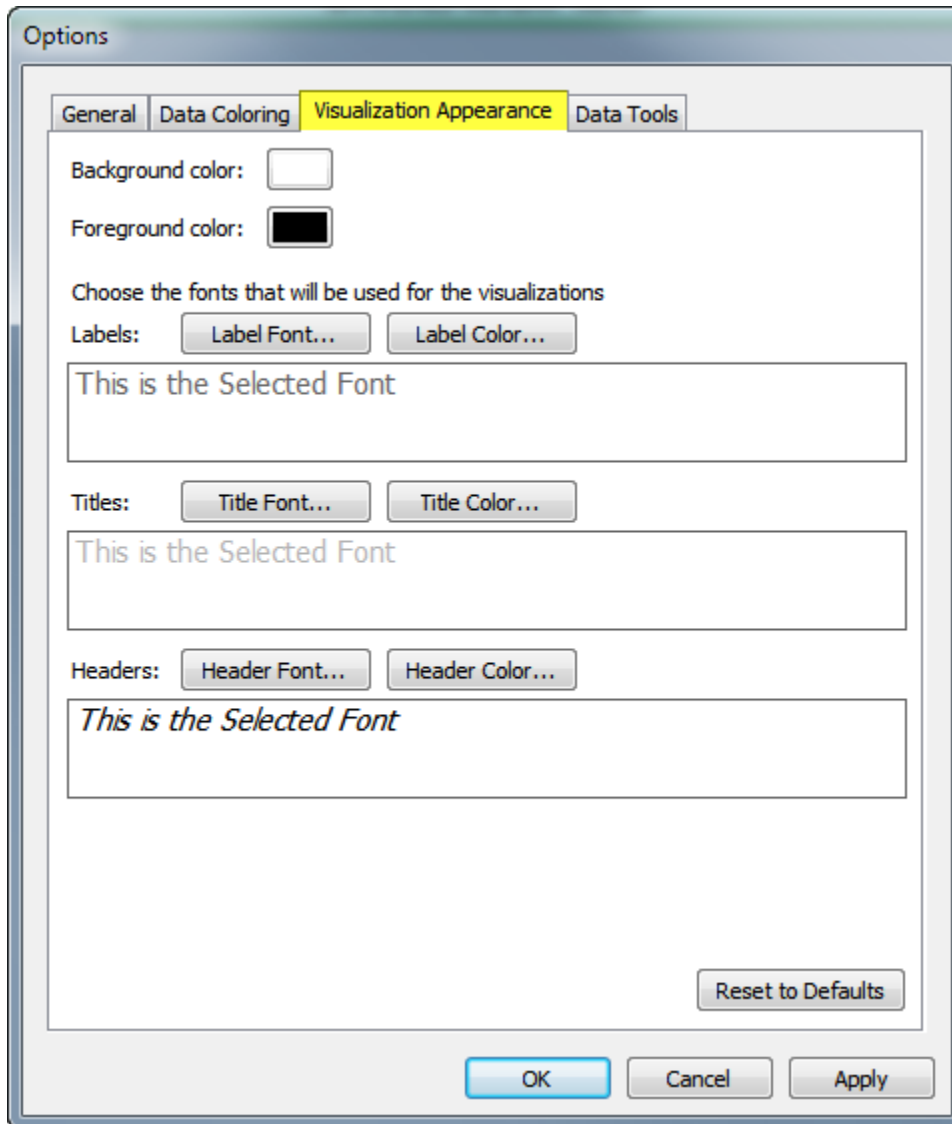 Options
General Data Coloring Visualization Appearance Data Tools
Background color:
Foreground color:
Choose the fonts that will be used for the visualizations
Labels: Label Font... Label Color...
This is the Selected Font
Titles: Title Font... Title Color...
This is the Selected Font
Headers: Header Font... Header Color...
This is the Selected Font
Reset to Defaults
OK Cancel Apply